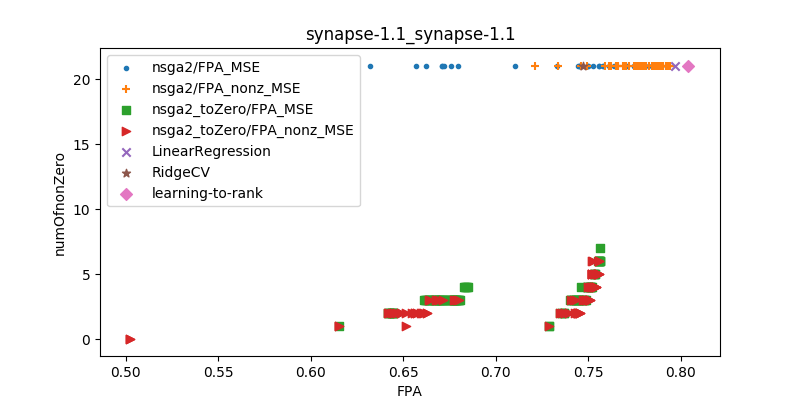 synapse-1.1_synapse-1.1
nsga2/FPA_MSE
nsga2/FPA_nonz_MSE
nsga2_toZero/FPA_MSE
nsga2_toZero/FPA_nonz_MSE
LinearRegression
RidgeCV
learning-to-rank
numOfnonZero
20
15
10
5
0
0.50 0.55 0.60 0.65 0.70 0.75 0.80
FPA